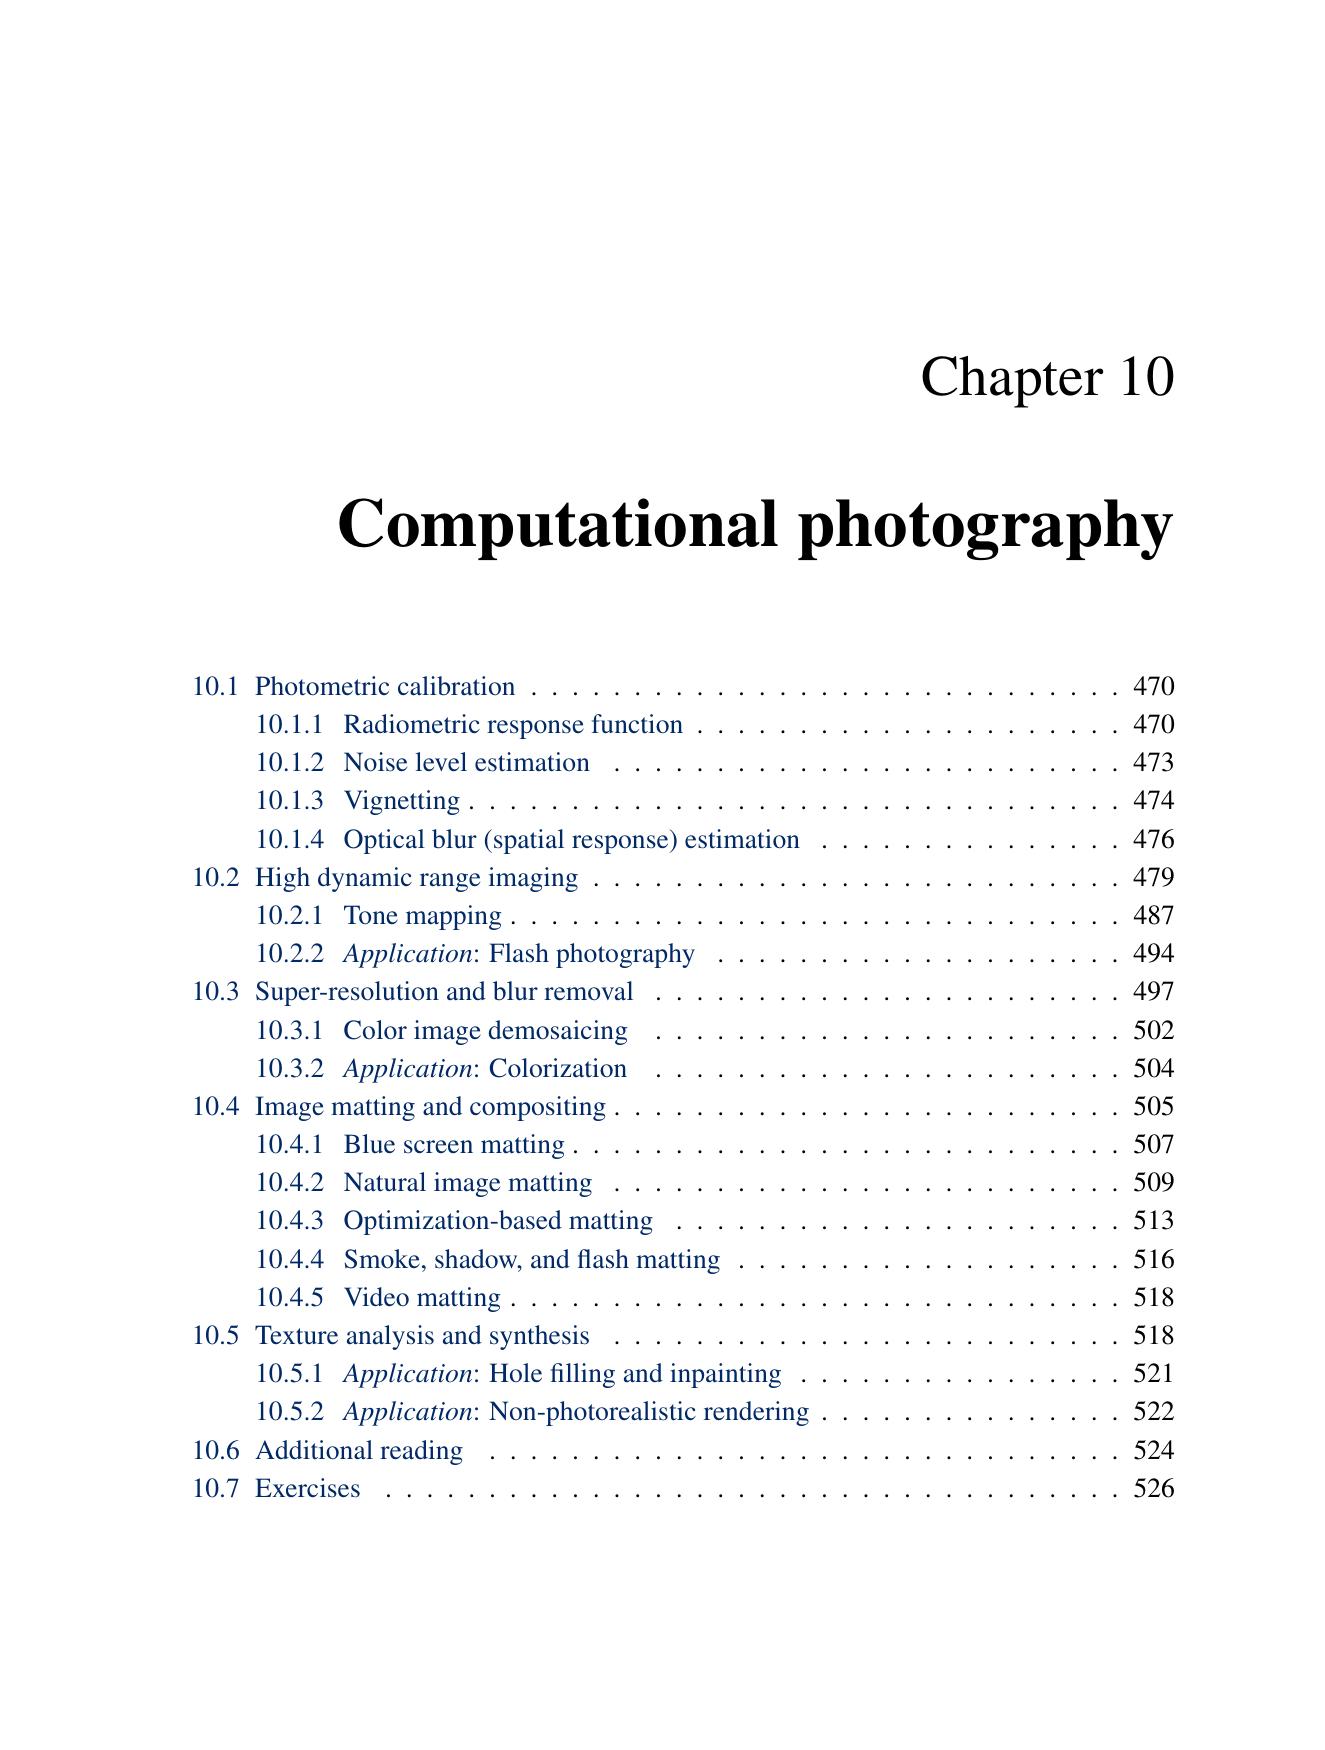 Chapter 10
Computational photography
10.1 Photometric calibration . . . . . . . . . . . . . . . . . . . . . . . . . . . . . 470
10.1.1 Radiometric response function . . . . . . . . . . . . . . . . . . . . . 470
10.1.2 Noise level estimation . . . . . . . . . . . . . . . . . . . . . . . . . 473
10.1.3 Vignetting . . . . . . . . . . . . . . . . . . . . . . . . . . . . . . . . 474
10.1.4 Optical blur (spatial response) estimation . . . . . . . . . . . . . . . 476
10.2 High dynamic range imaging . . . . . . . . . . . . . . . . . . . . . . . . . . 479
10.2.1 Tone mapping . . . . . . . . . . . . . . . . . . . . . . . . . . . . . . 487
10.2.2 Application: Flash photography . . . . . . . . . . . . . . . . . . . . 494
10.3 Super-resolution and blur removal . . . . . . . . . . . . . . . . . . . . . . . 497
10.3.1 Color image demosaicing . . . . . . . . . . . . . . . . . . . . . . . 502
10.3.2 Application: Colorization . . . . . . . . . . . . . . . . . . . . . . . 504
10.4 Image matting and compositing . . . . . . . . . . . . . . . . . . . . . . . . . 505
10.4.1 Blue screen matting . . . . . . . . . . . . . . . . . . . . . . . . . . . 507
10.4.2 Natural image matting . . . . . . . . . . . . . . . . . . . . . . . . . 509
10.4.3 Optimization-based matting . . . . . . . . . . . . . . . . . . . . . . 513
10.4.4 Smoke, shadow, and flash matting . . . . . . . . . . . . . . . . . . . 516
10.4.5 Video matting . . . . . . . . . . . . . . . . . . . . . . . . . . . . . . 518
10.5 Texture analysis and synthesis . . . . . . . . . . . . . . . . . . . . . . . . . 518
10.5.1 Application: Hole filling and inpainting . . . . . . . . . . . . . . . . 521
10.5.2 Application: Non-photorealistic rendering . . . . . . . . . . . . . . . 522
10.6 Additional reading . . . . . . . . . . . . . . . . . . . . . . . . . . . . . . . 524
10.7 Exercises . . . . . . . . . . . . . . . . . . . . . . . . . . . . . . . . . . . . 526